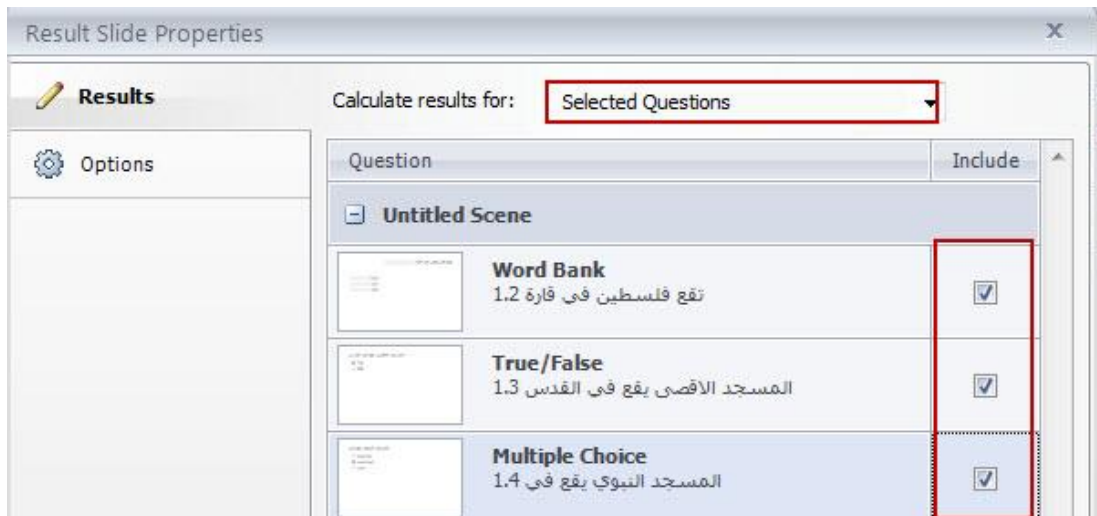 Result Slide Properties
Results
Calculate results for: Selected Questions
Options
Question Include
Untitled Scene
Word Bank
1.2 تقع فلسطين في قارة
True/False
1.3 المسجد الاقصى يقع في القدس
Multiple Choice
1.4 المسجد النبوي يقع في